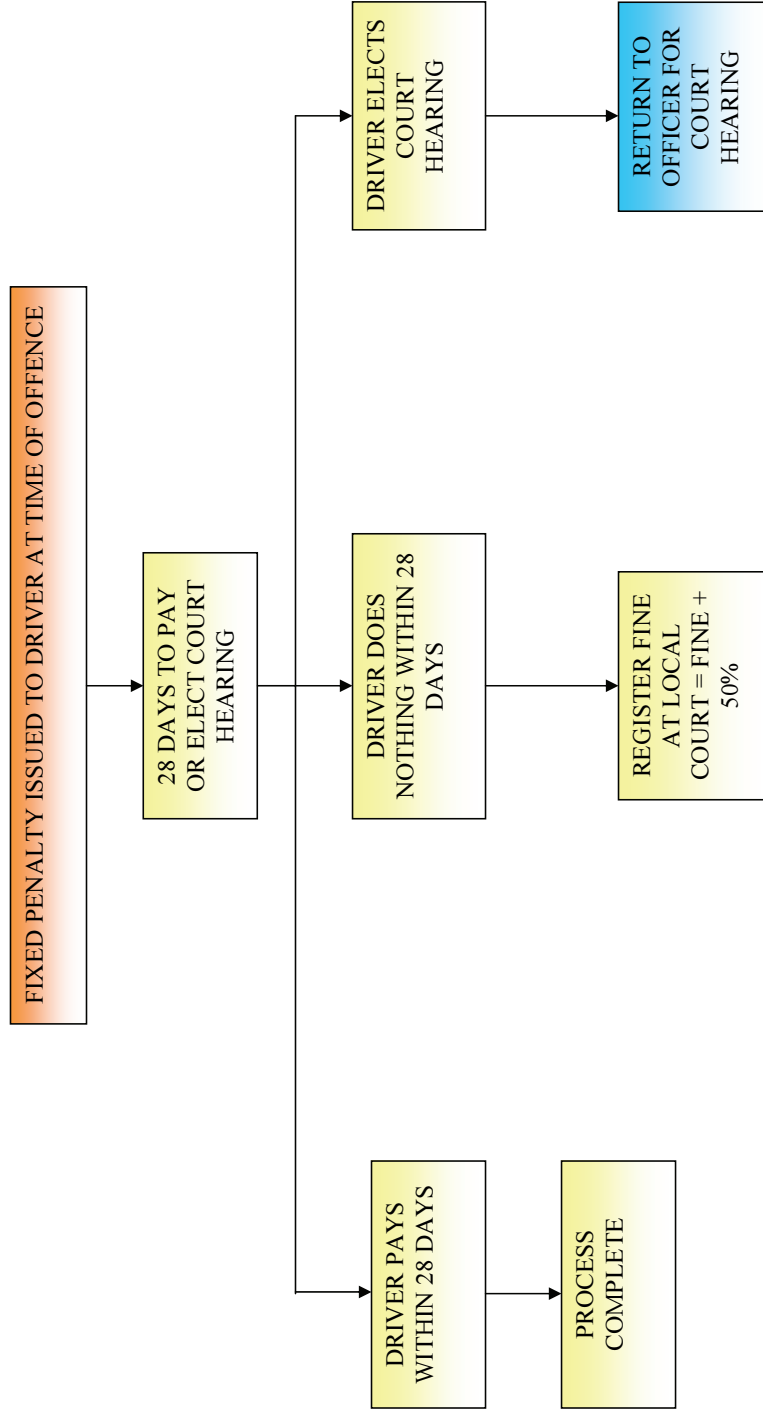 FIXED PENALTY ISSUED TO DRIVER AT TIME OF OFFENCE
28 DAYS TO PAY
OR ELECT COURT
HEARING
DRIVER PAYS
WITHIN 28 DAYS
DRIVER DOES
NOTHING WITHIN 28
DAYS
DRIVER ELECTS
COURT
HEARING
PROCESS
COMPLETE
REGISTER FINE
AT LOCAL
COURT = FINE +
50%
RETURN TO
OFFICER FOR
COURT
HEARING